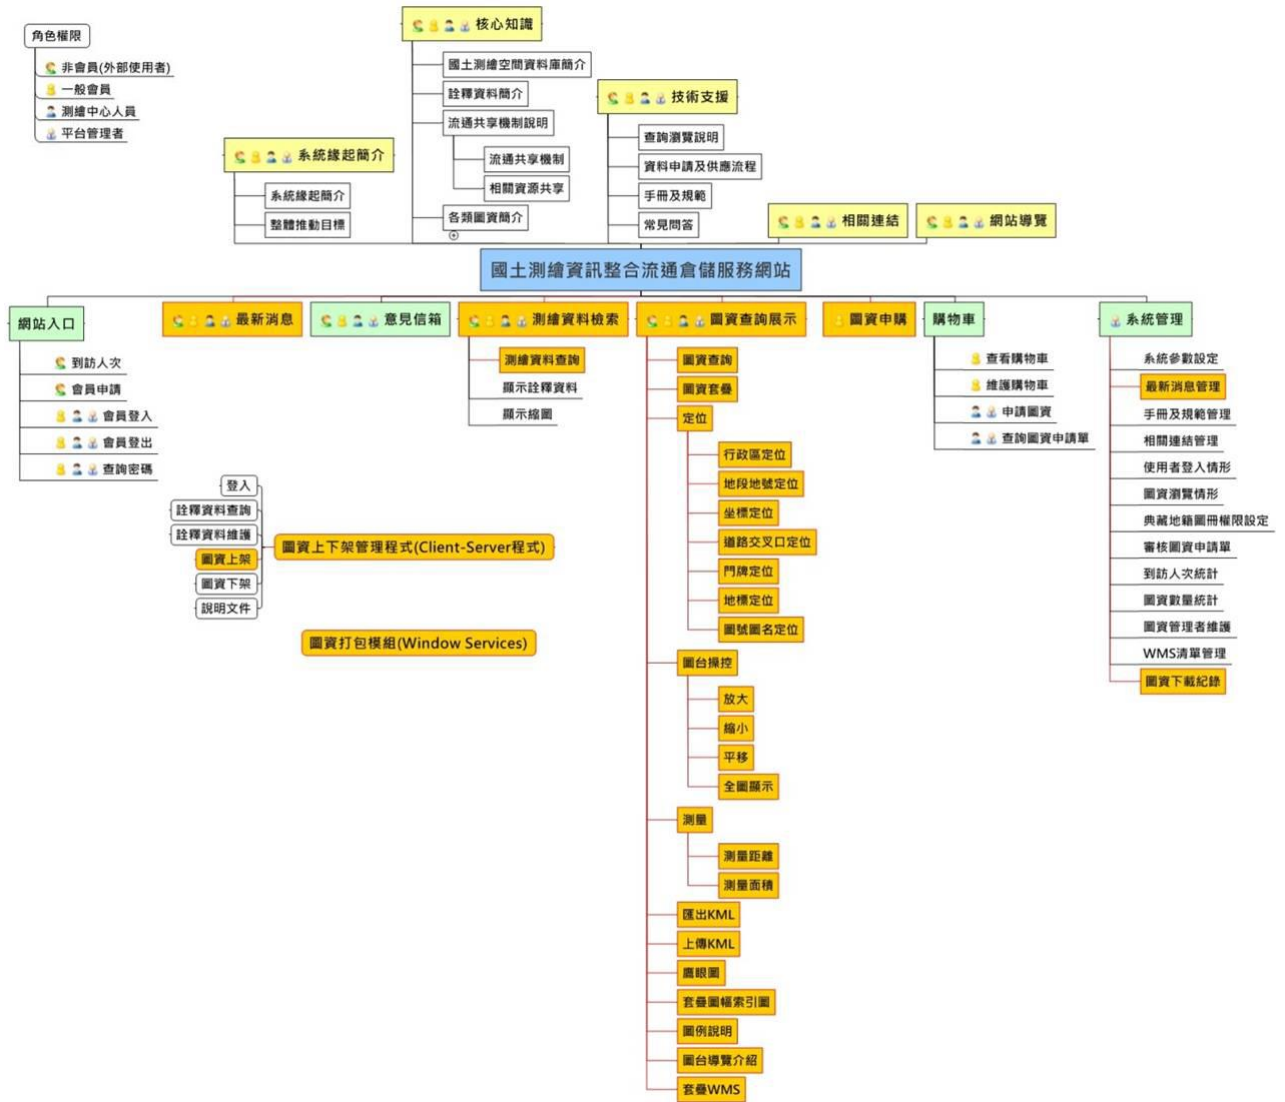 角色權限
非會員(外部使用者)
一般會員
測繪中心人員
平台管理者
核心知識
國土測繪空間資料庫簡介
詮釋資料簡介
流通共享機制說明
流通共享機制
相關資源共享
各類圖資簡介
技術支援
查詢瀏覽說明
資料申請及供應流程
手冊及規範
常見問答
系統緣起簡介
系統緣起簡介
整體推動目標
相關連結
網站導覽
國土測繪資訊整合流通倉儲服務網站
網站入口
到訪人次
會員申請
會員登入
會員登出
查詢密碼
最新消息
意見信箱
測繪資料檢索
測繪資料查詢
顯示詮釋資料
顯示縮圖
圖資查詢展示
圖資查詢
圖資套疊
定位
行政區定位
地段地號定位
坐標定位
道路交叉口定位
門牌定位
地標定位
圖號圖名定位
圖台操控
放大
縮小
平移
全圖顯示
測量
測量距離
測量面積
匯出KML
上傳KML
鷹眼圖
套疊圖幅索引圖
圖例說明
圖台導覽介紹
套疊WMS
圖資申購
購物車
查看購物車
維護購物車
申請圖資
查詢圖資申請單
系統管理
系統參數設定
最新消息管理
手冊及規範管理
相關連結管理
使用者登入情形
圖資瀏覽情形
典藏地籍圖冊權限設定
審核圖資申請單
到訪人次統計
圖資數量統計
圖資管理者維護
WMS清單管理
圖資下載紀錄
登入
詮釋資料查詢
詮釋資料維護
圖資上架
圖資下架
說明文件
圖資上下架管理程式(Client-Server程式)
圖資打包模組(Window Services)